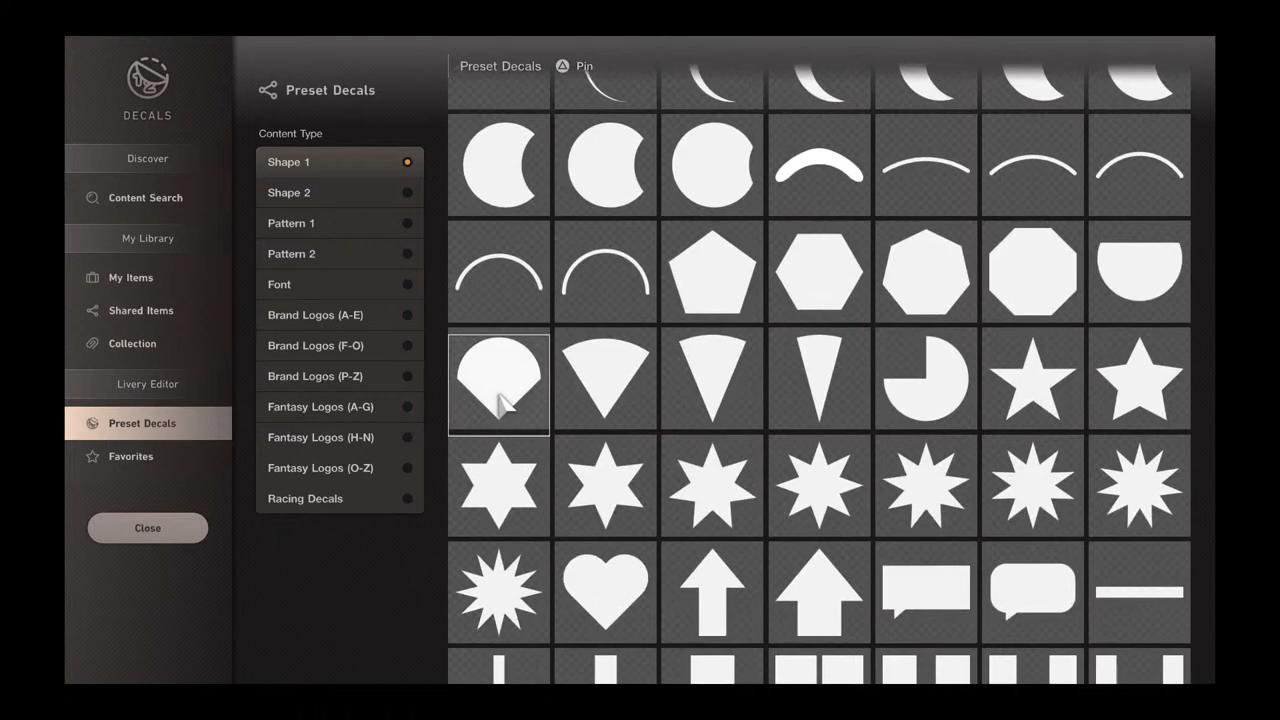 DECALS
Discover
Content Search
My Library
My Items
Shared Items
Collection
Livery Editor
Preset Decals
Favorites
Close
Preset Decals
Content Type
Shape 1
Shape 2
Pattern 1
Pattern 2
Font
Brand Logos (A-E)
Brand Logos (F-O)
Brand Logos (P-Z)
Fantasy Logos (A-G)
Fantasy Logos (H-N)
Fantasy Logos (O-Z)
Racing Decals
Preset Decals Pin